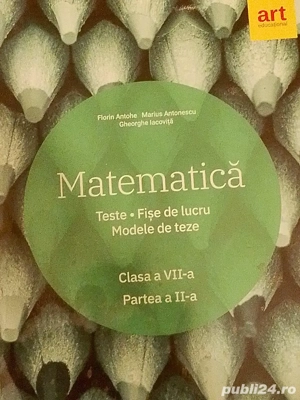 art
educațional
Florin Antohe Marius Antonescu
Gheorghe Iacoviță
Matematică
Teste • Fișe de lucru
Modele de teze
Clasa a VII-a
Partea a II-a
publi24.ro